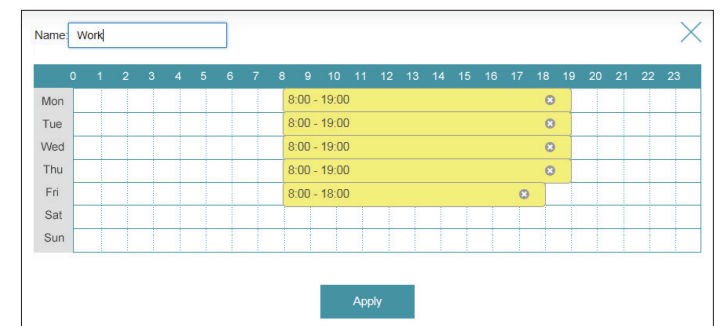 Name: Work
0 1 2 3 4 5 6 7 8 9 10 11 12 13 14 15 16 17 18 19 20 21 22 23
Mon 8:00 - 19:00
Tue 8:00 - 19:00
Wed 8:00 - 19:00
Thu 8:00 - 19:00
Fri 8:00 - 18:00
Sat
Sun
Apply